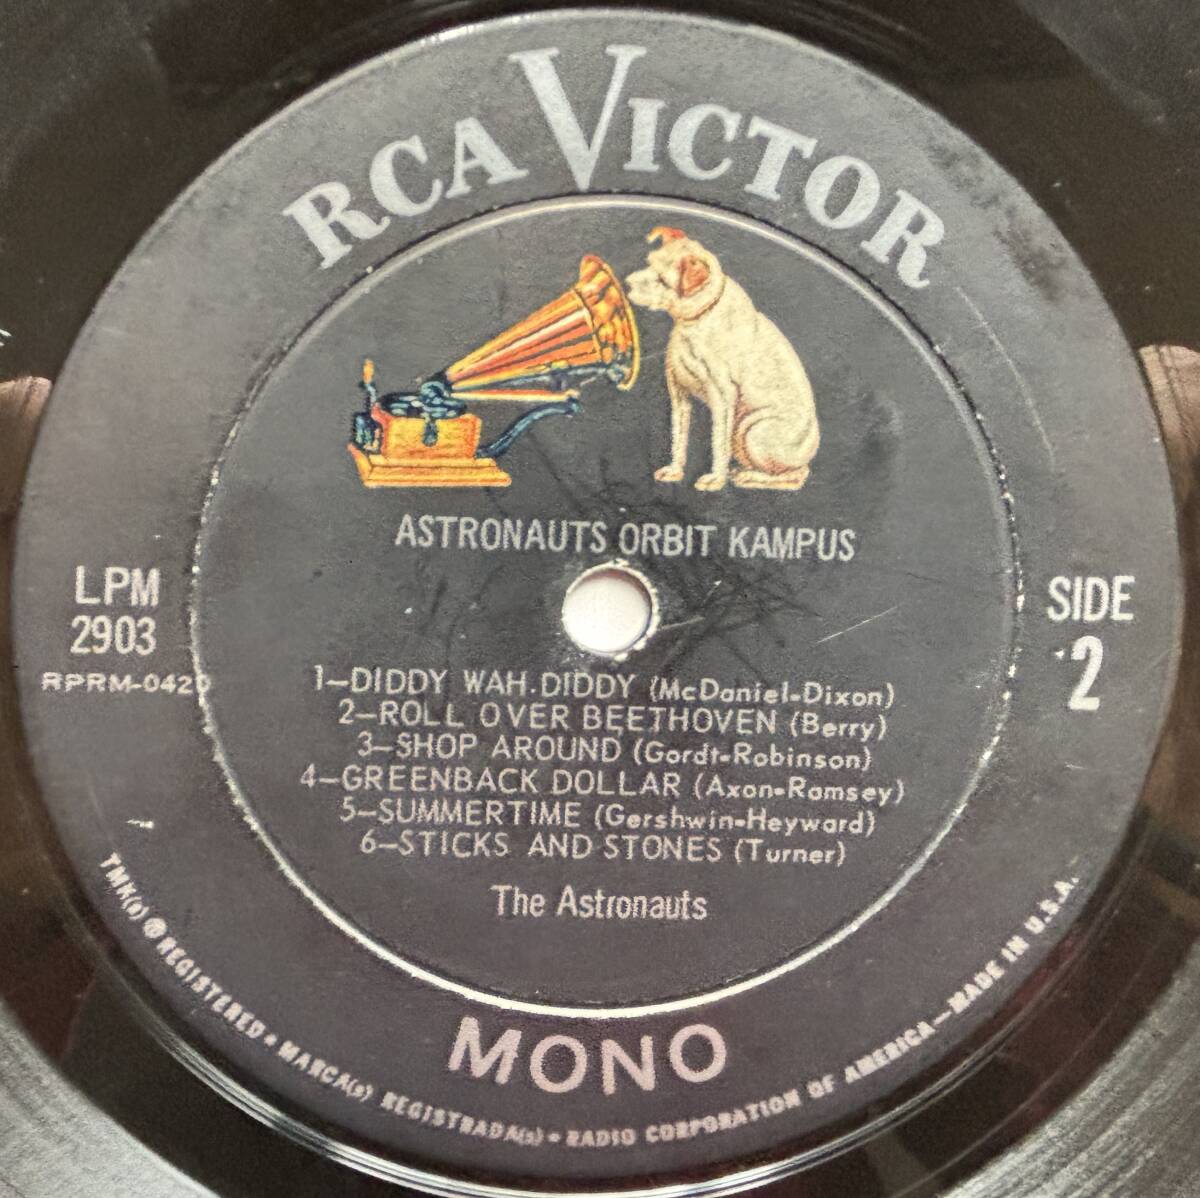 RCA VICTOR
ASTRONAUTS ORBIT KAMPUS
LPM
2903
RPRM-0420
SIDE
2
1–DIDDY WAH.DIDDY (McDaniel-Dixon)
2–ROLL OVER BEETHOVEN (Berry)
3–SHOP AROUND (Gordt-Robinson)
4–GREENBACK DOLLAR (Axon-Ramsey)
5–SUMMERTIME (Gershwin-Heyward)
6–STICKS AND STONES (Turner)
The Astronauts
MONO
TMK(s) ® REGISTERED • MARCA(s) REGISTRADA(s) • RADIO CORPORATION OF AMERICA—MADE IN U.S.A.